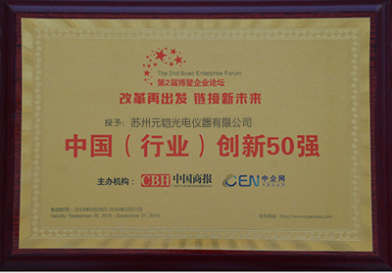 The 2nd Boao Enterprise Forum
第2届博鳌企业论坛
改革再出发 链接新未来
授予：苏州元铠光电仪器有限公司
中国（行业）创新50强
主办机构： CBH 中国商报 CEN 中企网